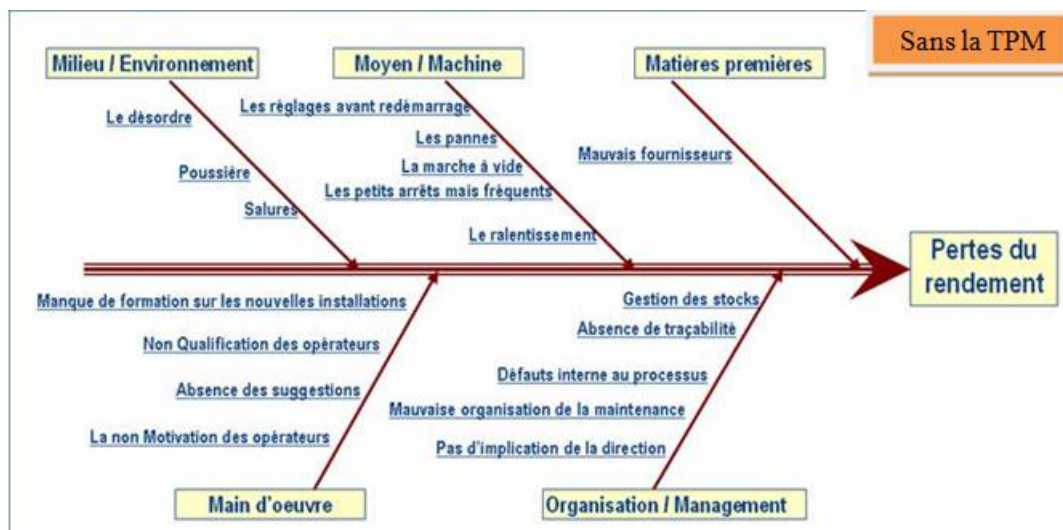 Sans la TPM
Milieu / Environnement
Moyen / Machine
Matières premières
Le désordre
Poussière
Salures
Les réglages avant redémarrage
Les pannes
La marche à vide
Les petits arrêts mais fréquents
Le ralentissement
Mauvais fournisseurs
Pertes du
rendement
Manque de formation sur les nouvelles installations
Non Qualification des opérateurs
Absence des suggestions
La non Motivation des opérateurs
Gestion des stocks
Absence de traçabilité
Défauts interne au processus
Mauvaise organisation de la maintenance
Pas d'implication de la direction
Main d'oeuvre
Organisation / Management